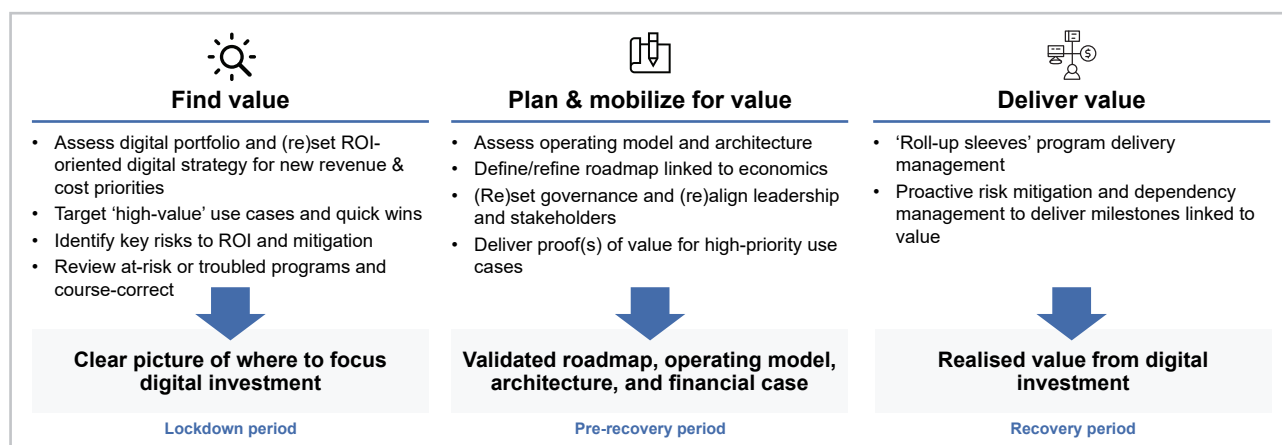 Find value
• Assess digital portfolio and (re)set ROI-
oriented digital strategy for new revenue &
cost priorities
• Target ‘high-value’ use cases and quick wins
• Identify key risks to ROI and mitigation
• Review at-risk or troubled programs and
course-correct
Clear picture of where to focus
digital investment
Lockdown period
Plan & mobilize for value
• Assess operating model and architecture
• Define/refine roadmap linked to economics
• (Re)set governance and (re)align leadership
and stakeholders
• Deliver proof(s) of value for high-priority use
cases
Validated roadmap, operating model,
architecture, and financial case
Pre-recovery period
Deliver value
• ‘Roll-up sleeves’ program delivery
management
• Proactive risk mitigation and dependency
management to deliver milestones linked to
value
Realised value from digital
investment
Recovery period